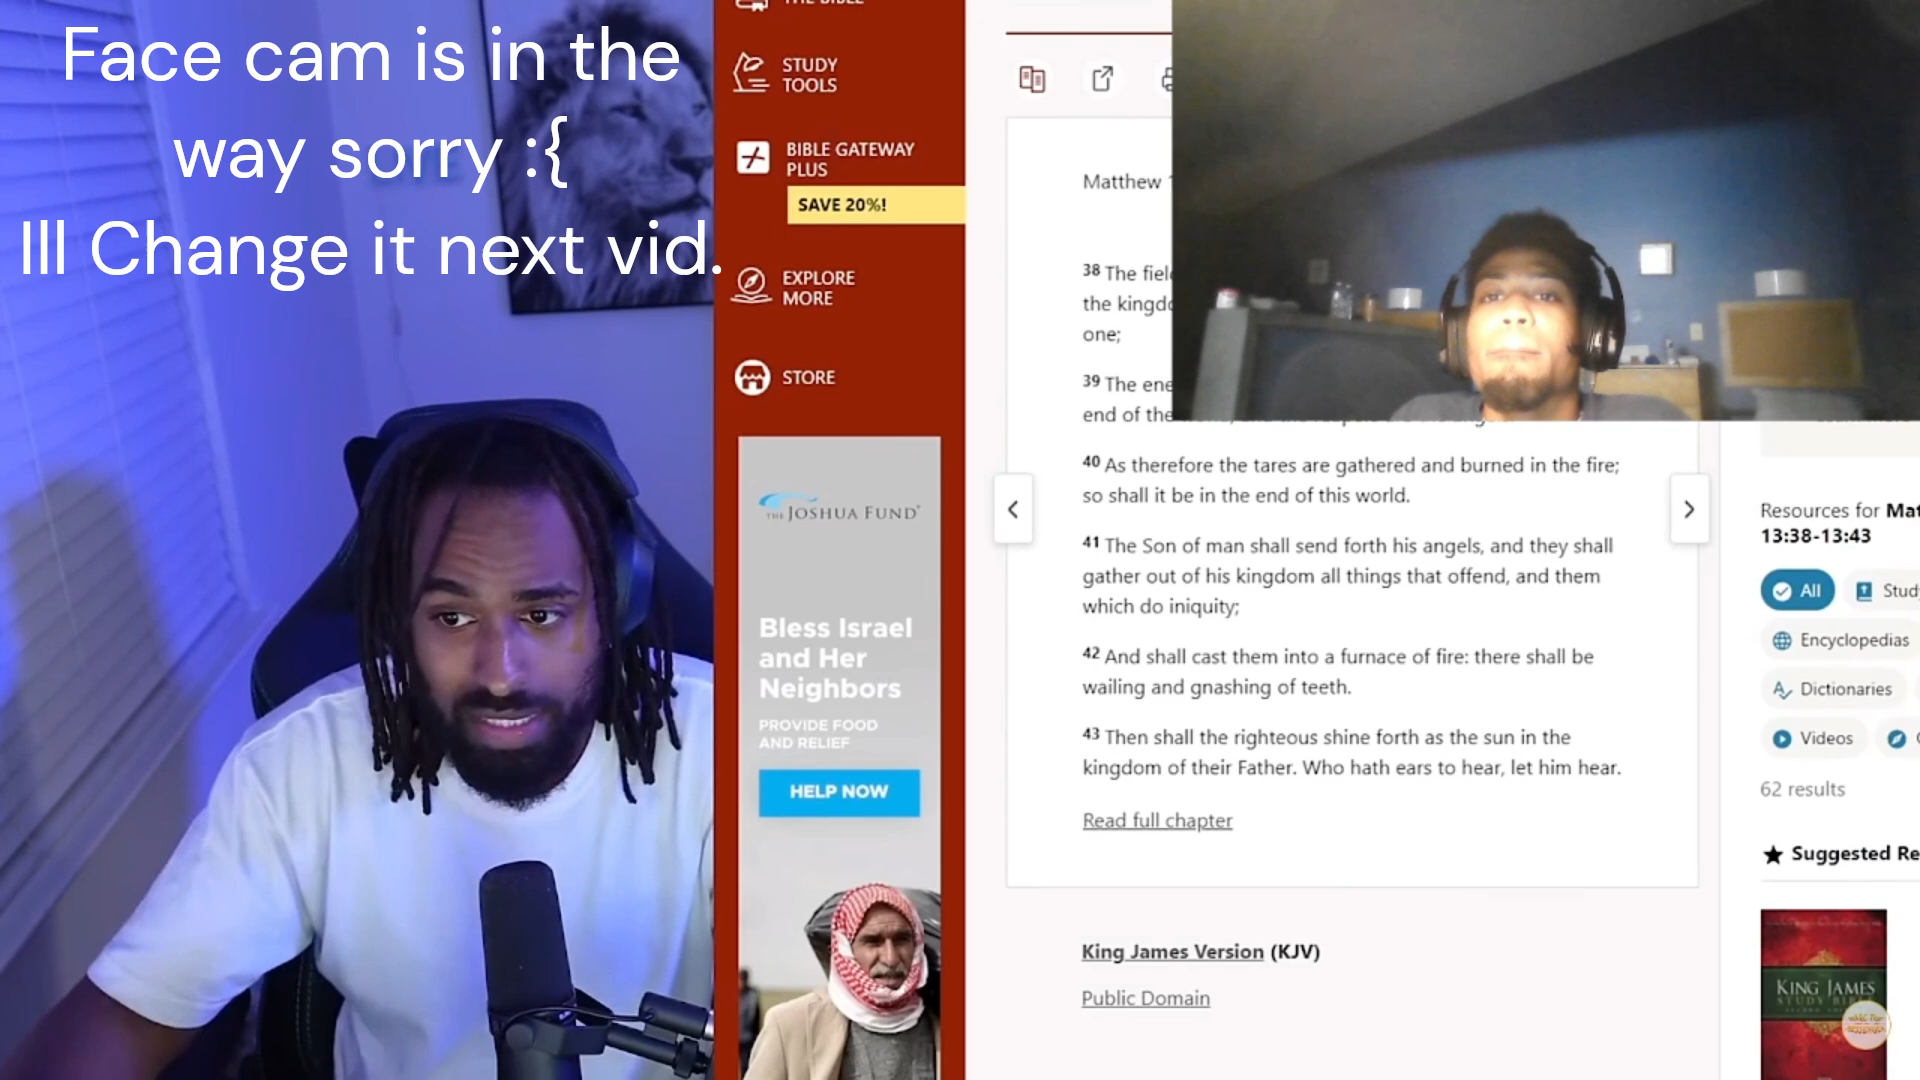 Face cam is in the
way sorry :{
Ill Change it next vid.
THE BIBLE
STUDY
TOOLS
BIBLE GATEWAY
PLUS
SAVE 20%!
EXPLORE
MORE
STORE
THE JOSHUA FUND
Bless Israel
and Her
Neighbors
PROVIDE FOOD
AND RELIEF
HELP NOW
Matthew
38 The
the
one;
39 The
end of the
40 As therefore the tares are gathered and burned in the fire;
so shall it be in the end of this world.
41 The Son of man shall send forth his angels, and they shall
gather out of his kingdom all things that offend, and them
which do iniquity;
42 And shall cast them into a furnace of fire: there shall be
wailing and gnashing of teeth.
43 Then shall the righteous shine forth as the sun in the
kingdom of their Father. Who hath ears to hear, let him hear.
Read full chapter
King James Version (KJV)
Public Domain
Resources for
13:38-13:43
All
Encyclopedias
Dictionaries
Videos
62 results
Suggested
KING JAMES
STUDY